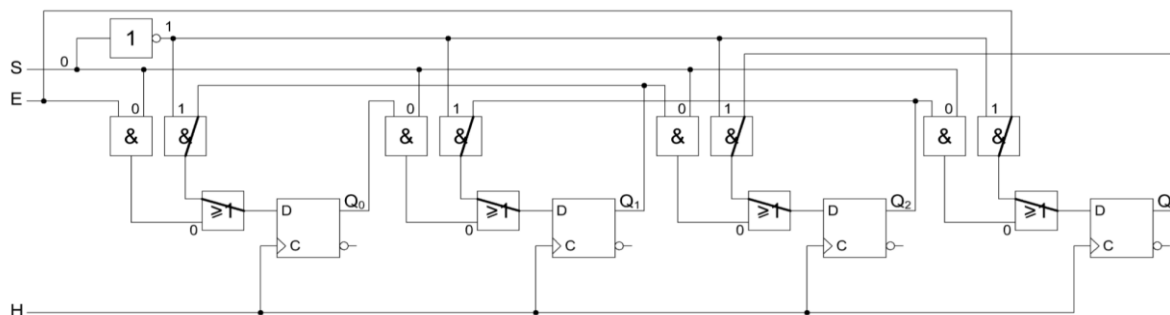 1 1
S 0
E 0 1 0 1 0 1 0 1
& & & & & & & &
≥1 D Q0 ≥1 D Q1 ≥1 D Q2 ≥1 D Q
0 C 0 C 0 C 0 C
H